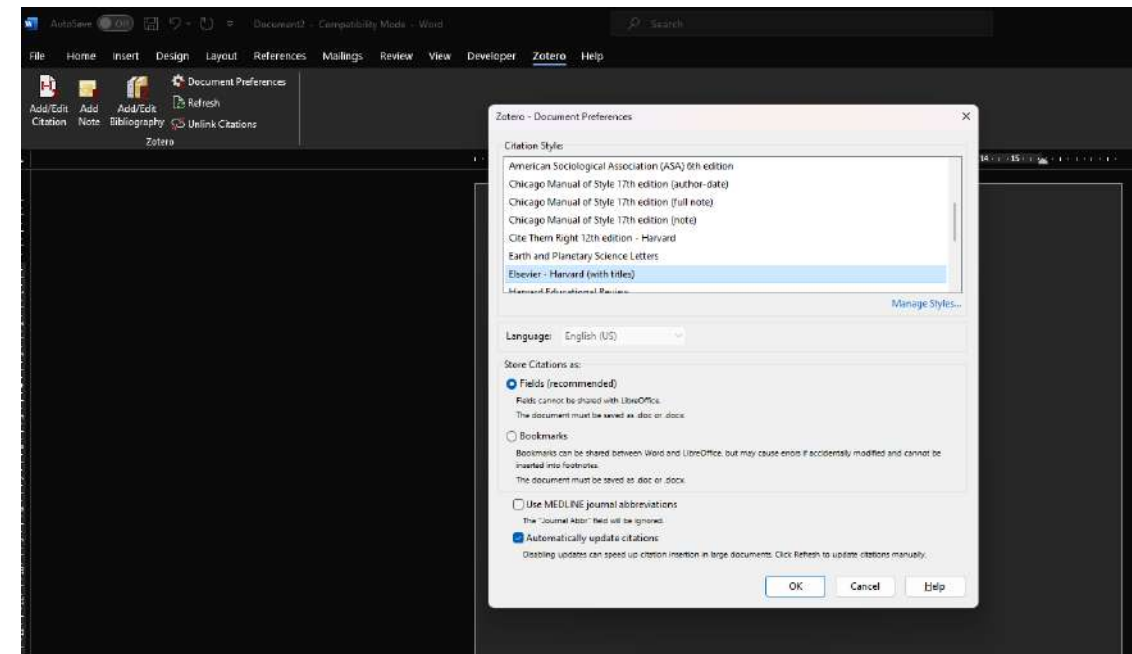 AutoSave Off Document2 - Compatibility Mode - Word Search
File Home Insert Design Layout References Mailings Review View Developer Zotero Help
Add/Edit Citation
Add Note
Add/Edit Bibliography
Document Preferences
Refresh
Unlink Citations
Zotero
Zotero - Document Preferences
Citation Style:
American Sociological Association (ASA) 6th edition
Chicago Manual of Style 17th edition (author-date)
Chicago Manual of Style 17th edition (full note)
Chicago Manual of Style 17th edition (note)
Cite Them Right 12th edition - Harvard
Earth and Planetary Science Letters
Elsevier - Harvard (with titles)
Harvard Educational Review
Manage Styles...
Language: English (US)
Store Citations as:
Fields (recommended)
Fields cannot be shared with LibreOffice.
The document must be saved as .doc or .docx.
Bookmarks
Bookmarks can be shared between Word and LibreOffice, but may cause errors if accidentally modified and cannot be
inserted into footnotes.
The document must be saved as .doc or .docx.
Use MEDLINE journal abbreviations
The "Journal Abbr" field will be ignored.
Automatically update citations
Disabling updates can speed up citation insertion in large documents. Click Refresh to update citations manually.
OK Cancel Help
14 15